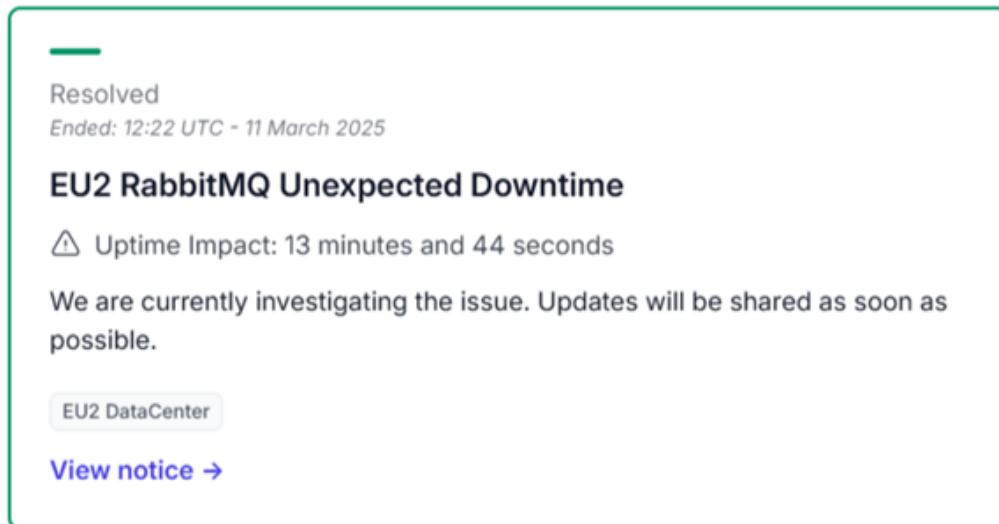 Resolved
Ended: 12:22 UTC - 11 March 2025
EU2 RabbitMQ Unexpected Downtime
Uptime Impact: 13 minutes and 44 seconds
We are currently investigating the issue. Updates will be shared as soon as
possible.
EU2 DataCenter
View notice →